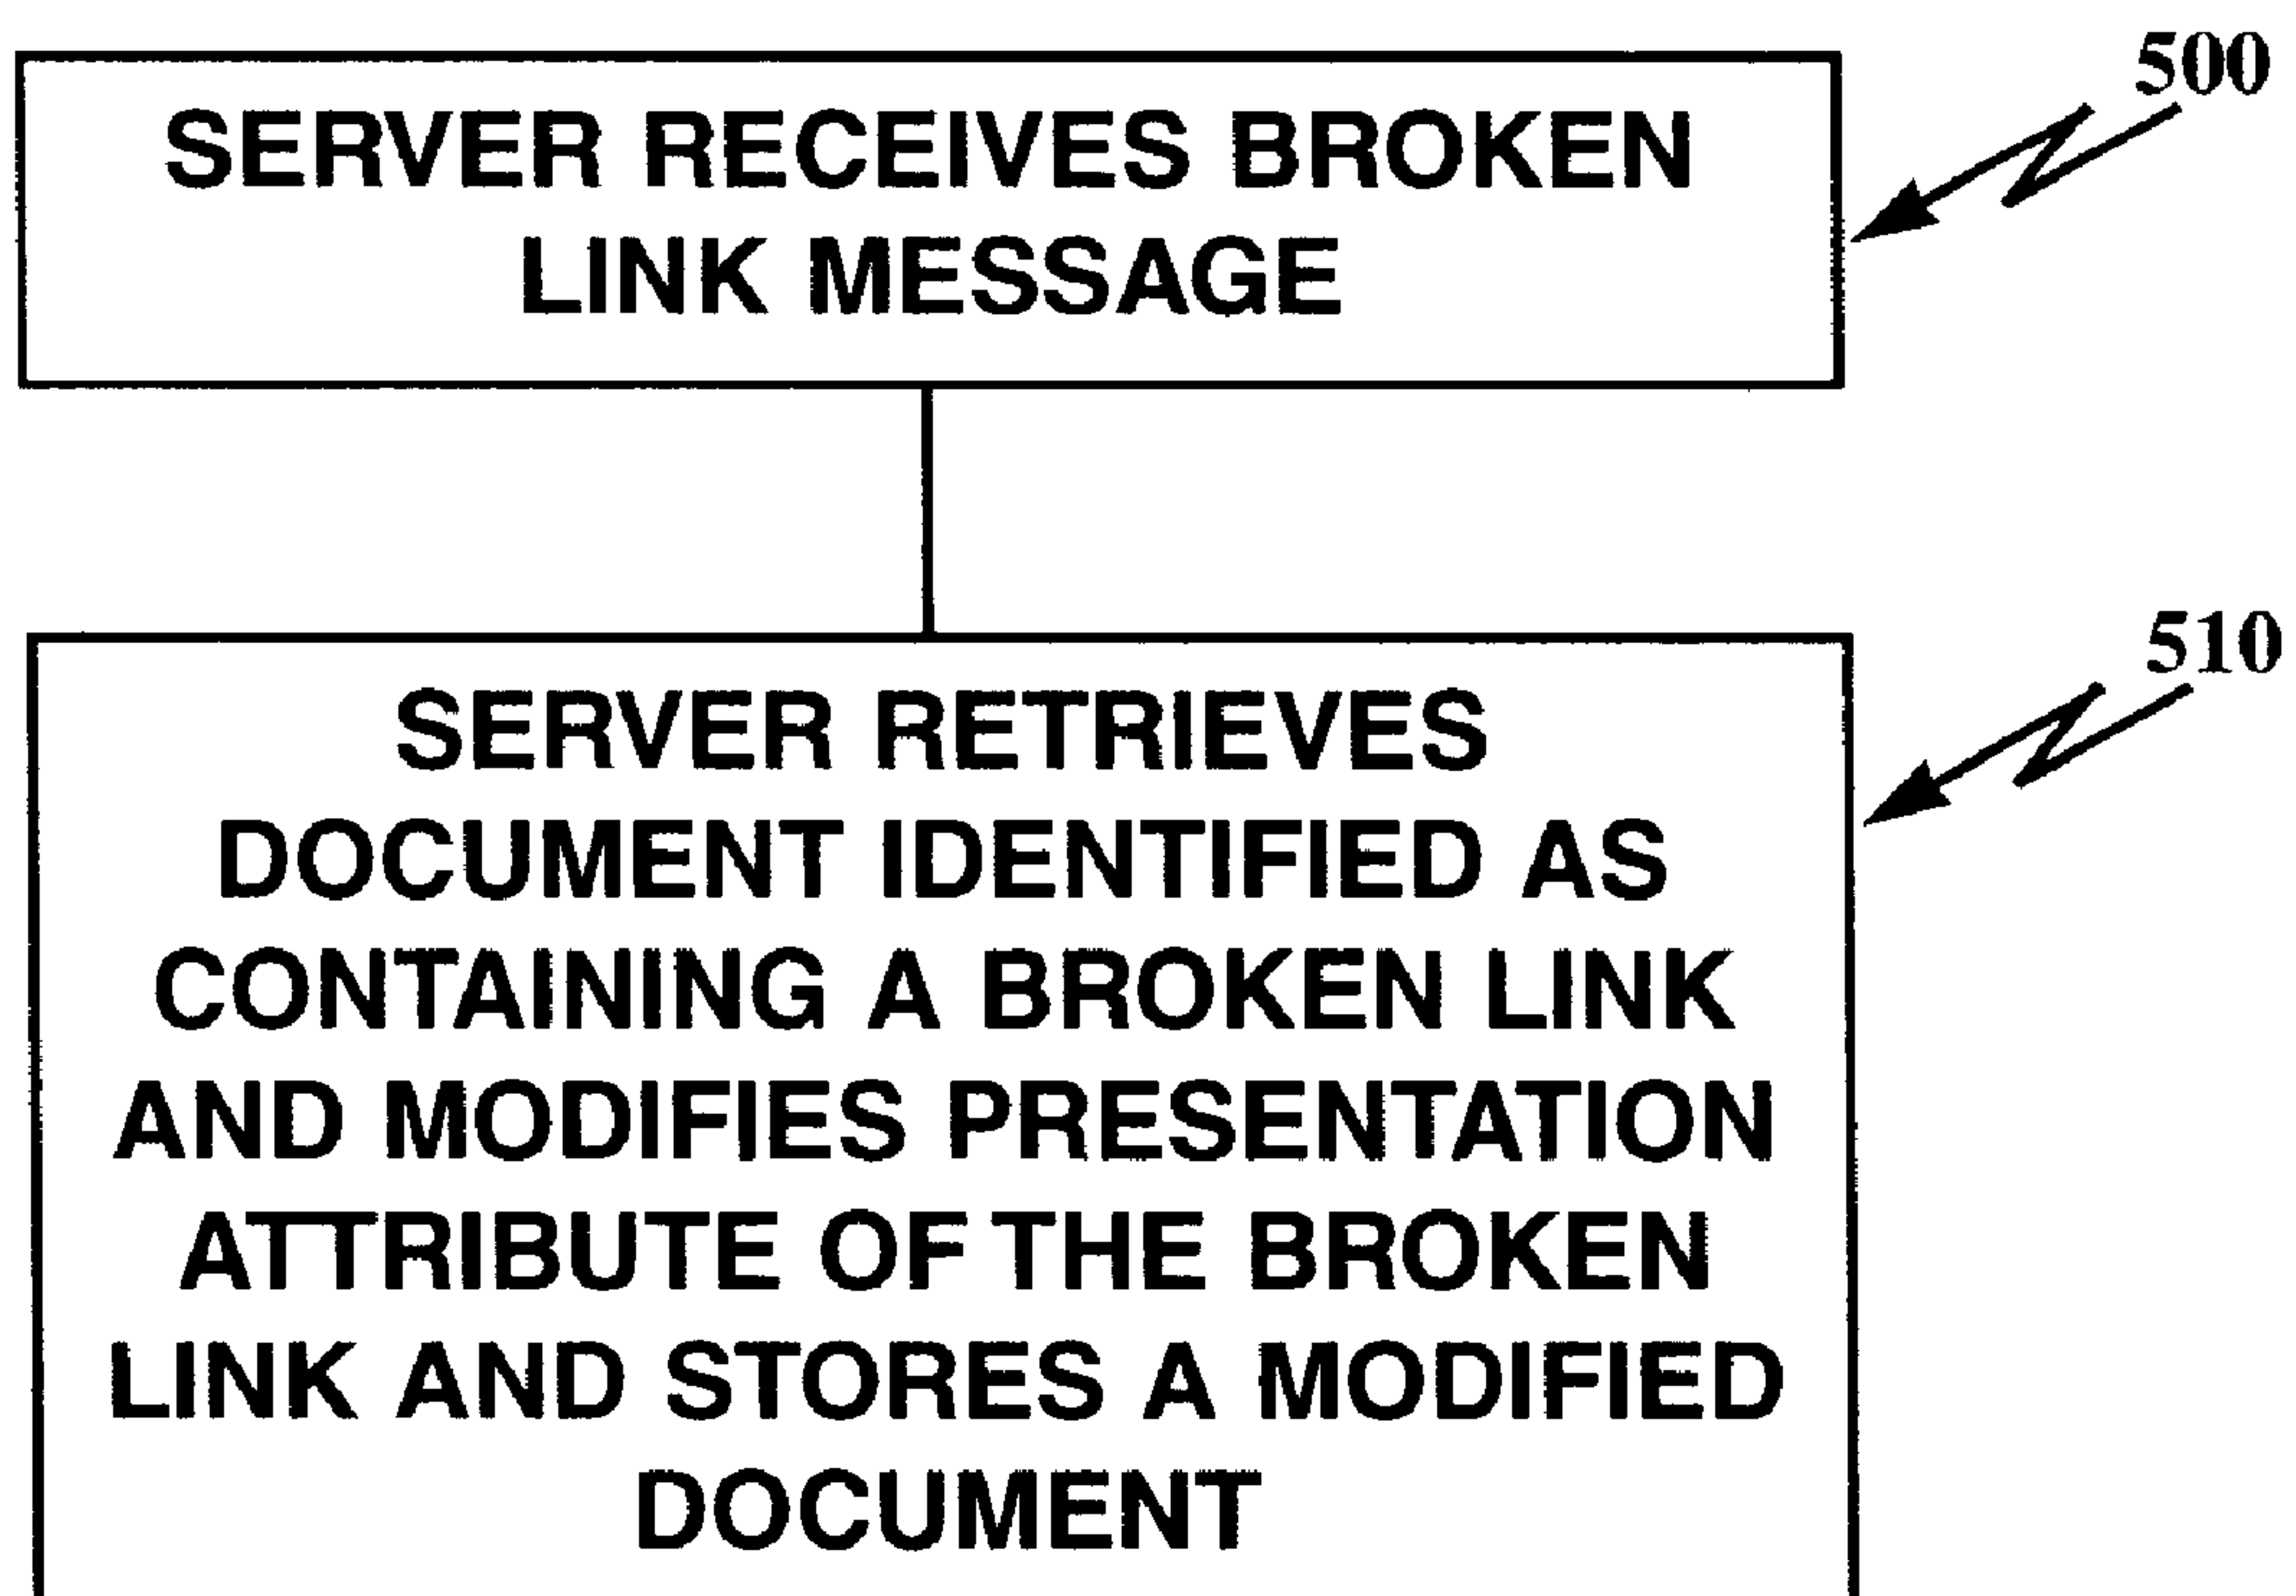 500
SERVER RECEIVES BROKEN
LINK MESSAGE
510
SERVER RETRIEVES
DOCUMENT IDENTIFIED AS
CONTAINING A BROKEN LINK
AND MODIFIES PRESENTATION
ATTRIBUTE OF THE BROKEN
LINK AND STORES A MODIFIED
DOCUMENT